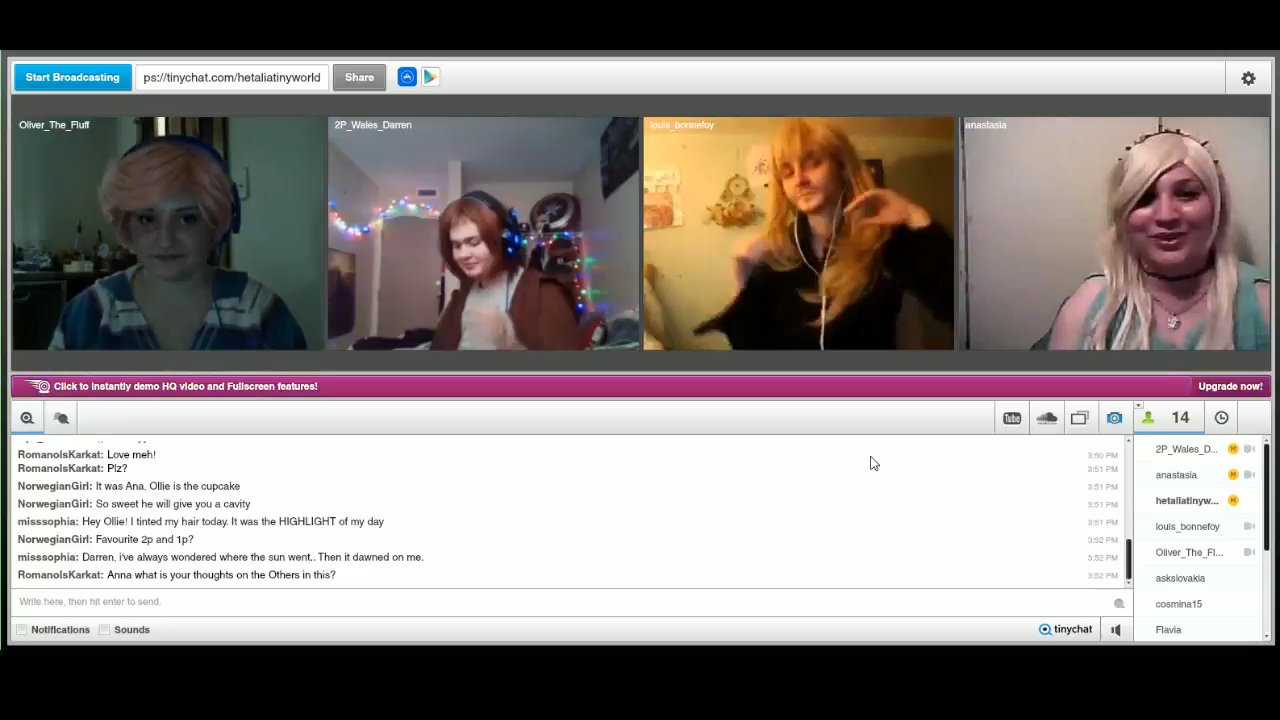 Start Broadcasting
ps://tinychat.com/hetaliatinyworld
Share
Oliver_The_Fluff
2P_Wales_Darren
louis_bonnefoy
anastasia
Click to instantly demo HQ video and Fullscreen features!
Upgrade now!
You Tube
14
RomanoIsKarkat: Love meh!
3:50 PM
RomanoIsKarkat: Plz?
3:51 PM
NorwegianGirl: It was Ana, Ollie is the cupcake
3:51 PM
NorwegianGirl: So sweet he will give you a cavity
3:51 PM
misssophia: Hey Ollie! I tinted my hair today. It was the HIGHLIGHT of my day
3:51 PM
NorwegianGirl: Favourite 2p and 1p?
3:52 PM
misssophia: Darren, i've always wondered where the sun went.. Then it dawned on me.
3:52 PM
RomanoIsKarkat: Anna what is your thoughts on the Others in this?
3:52 PM
2P_Wales_D... M
anastasia M
hetaliatinyw... M
louis_bonnefoy
Oliver_The_Fl...
askslovakia
cosmina15
Flavia
Write here, then hit enter to send.
Notifications
Sounds
tinychat